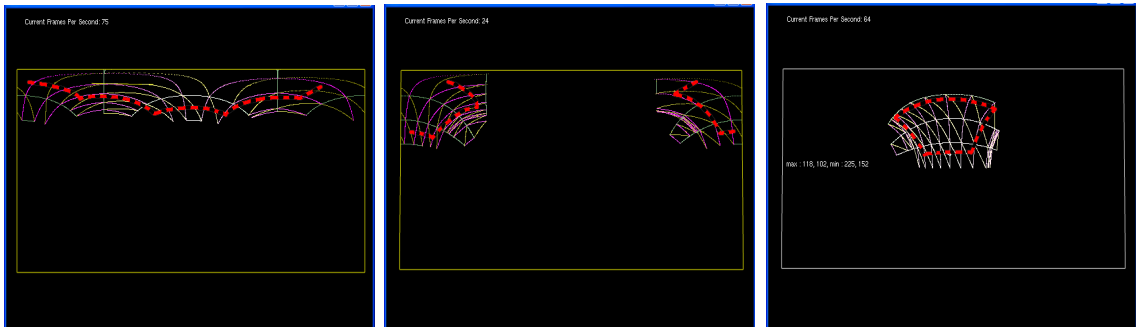 Current Frames Per Second: 75
Current Frames Per Second: 24
Current Frames Per Second: 64
max : 118, 102, min : 225, 152